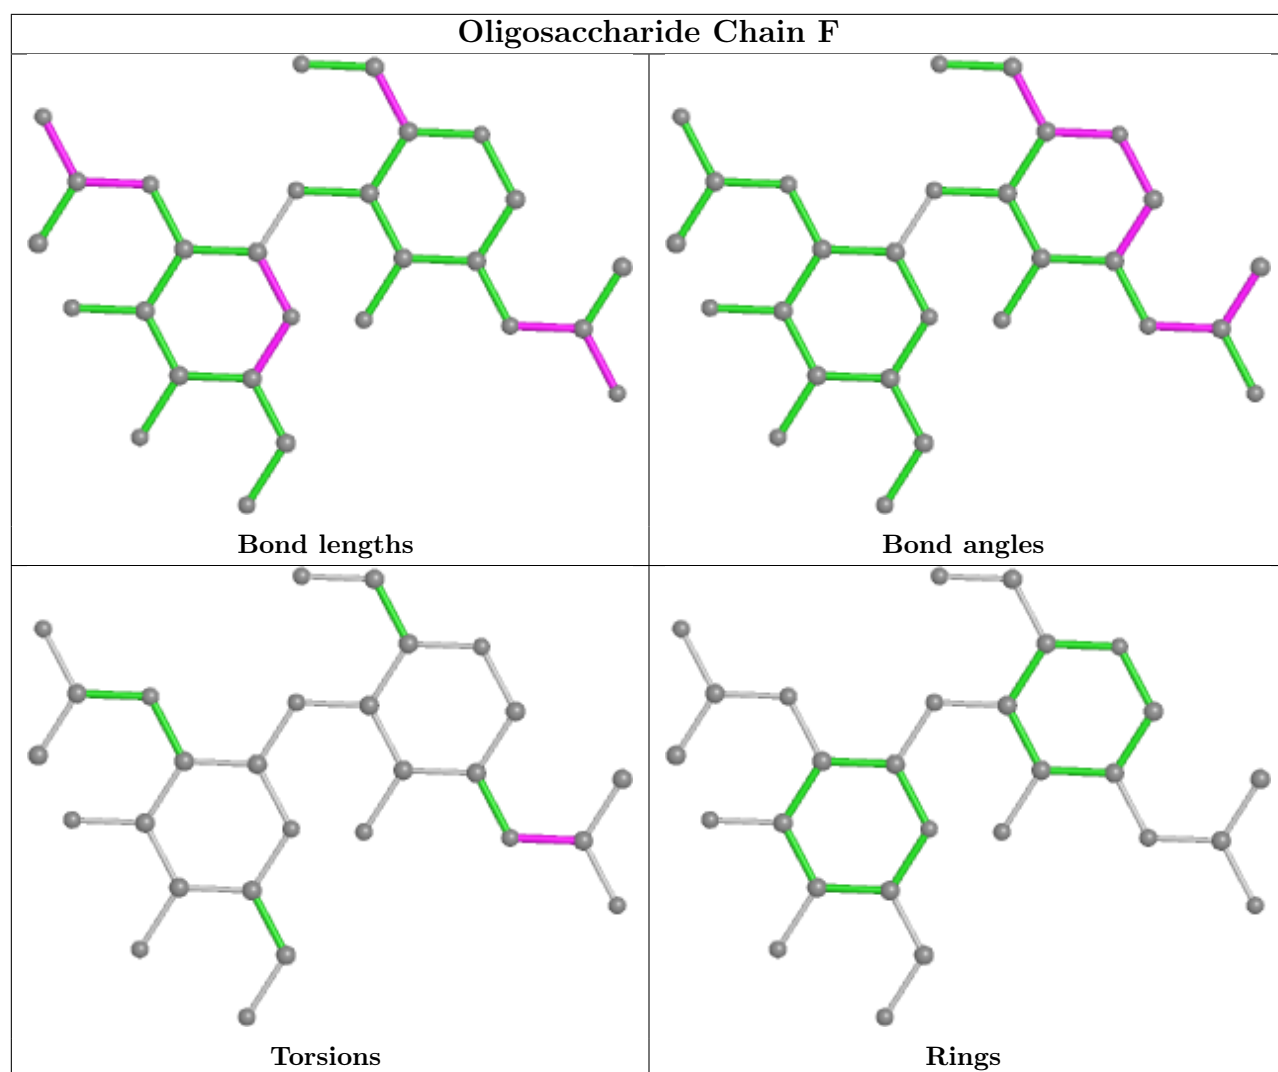 Oligosaccharide Chain F
Bond lengths
Bond angles
Torsions
Rings